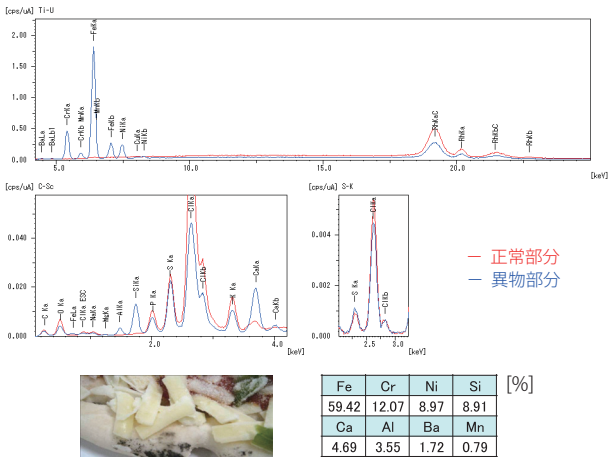 [cps/uA] Ti-U
2.00
1.50
1.00
0.50
0.00
BaLa
BaLb1
CrKa
CrKb MnKa
FeKa
MnKb
FeKb
NiKa
CuKa
NiKb
RhKaC
RhKa
RhKbC
RhKb
5.0 10.0 15.0 20.0
[keV]
[cps/uA] C-Sc
0.040
0.020
0.000
C Ka
O Ka
FeLa
ClKa ESC
NaKa
MgKa
AlKa
SiKa
P Ka
S Ka
ClKa
ClKb
K Ka
CaKa
CaKb
2.0 4.0
[keV]
[cps/uA] S-K
0.004
0.002
0.000
S Ka
ClKa
ClKb
2.5 3.0
[keV]
正常部分
異物部分
Fe Cr Ni Si [%]
59.42 12.07 8.97 8.91
Ca Al Ba Mn
4.69 3.55 1.72 0.79